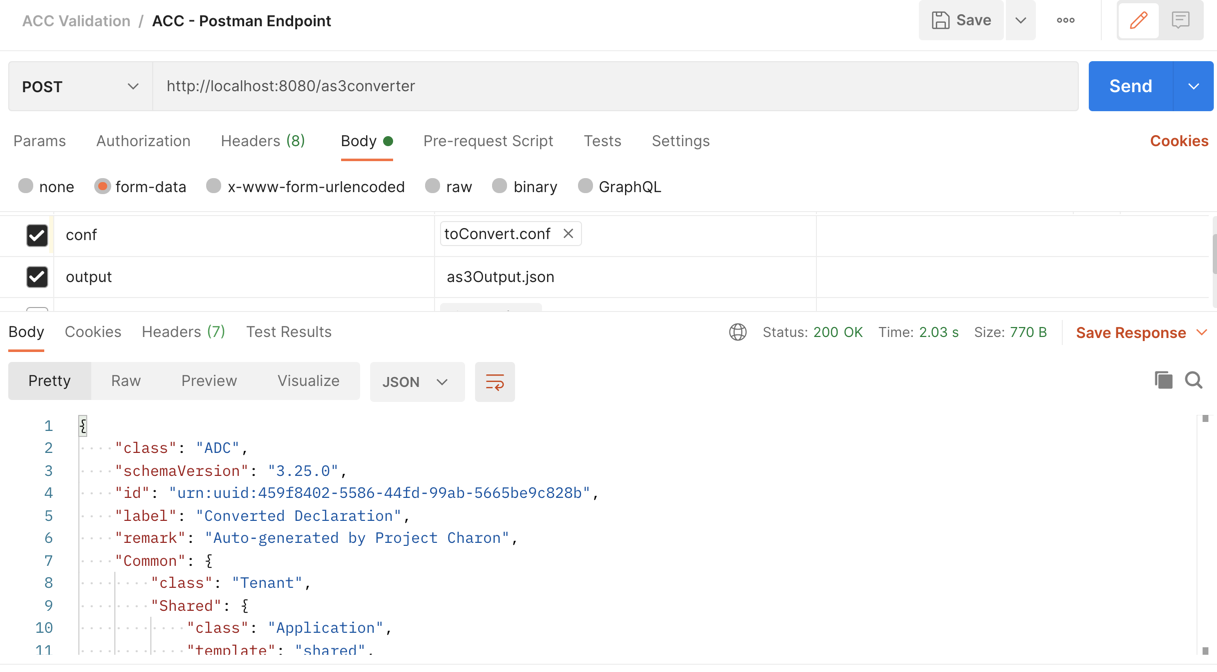 ACC Validation / ACC - Postman Endpoint
Save
POST
http://localhost:8080/as3converter
Send
Params Authorization Headers (8) Body Pre-request Script Tests Settings Cookies
none form-data x-www-form-urlencoded raw binary GraphQL
conf toConvert.conf
output as3Output.json
Body Cookies Headers (7) Test Results Status: 200 OK Time: 2.03 s Size: 770 B Save Response
Pretty Raw Preview Visualize JSON
1 {
2 "class": "ADC",
3 "schemaVersion": "3.25.0",
4 "id": "urn:uuid:459f8402-5586-44fd-99ab-5665be9c828b",
5 "label": "Converted Declaration",
6 "remark": "Auto-generated by Project Charon",
7 "Common": {
8 "class": "Tenant",
9 "Shared": {
10 "class": "Application",
11 "template": "shared",